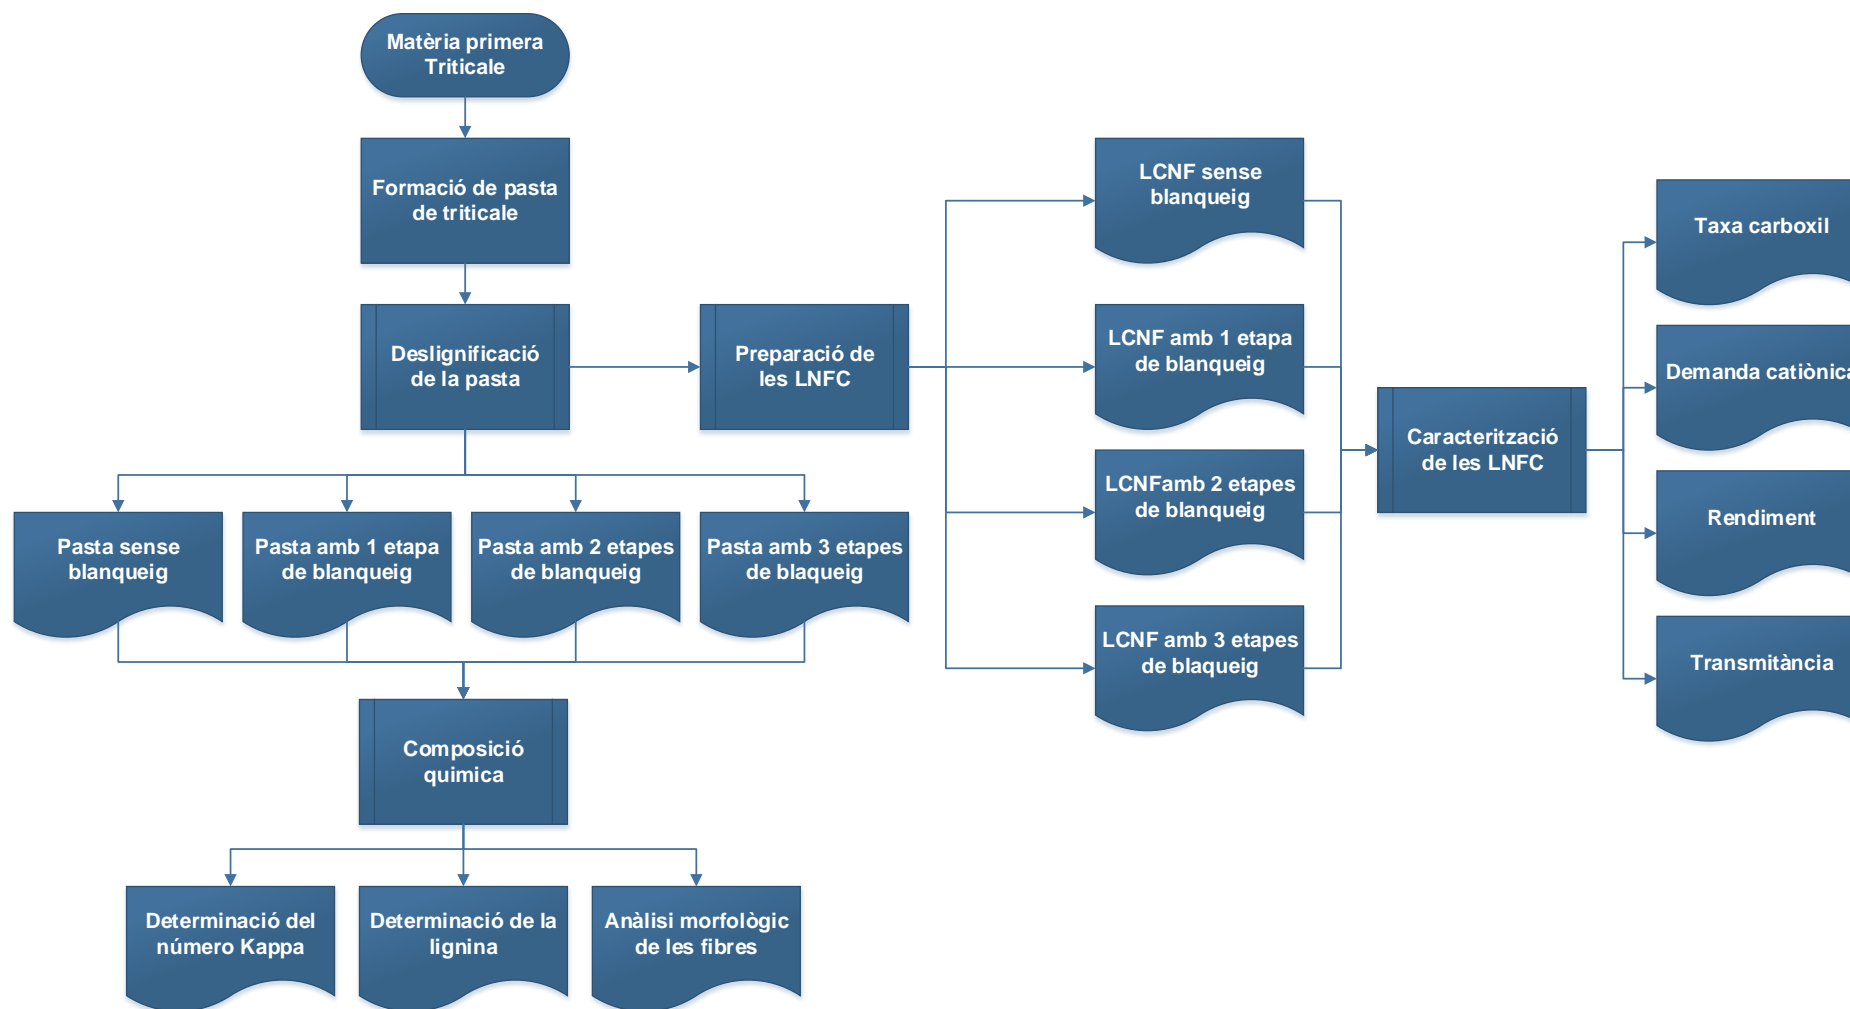 Matèria primera
Triticale
Formació de pasta
de triticale
Deslignificació
de la pasta
Preparació de
les LNFC
LCNF sense
blanqueig
LCNF amb 1 etapa
de blanqueig
LCNFamb 2 etapes
de blanqueig
LCNF amb 3 etapes
de blaqueig
Caracterització
de les LNFC
Taxa carboxil
Demanda catiònica
Rendiment
Transmitància
Pasta sense
blanqueig
Pasta amb 1 etapa
de blanqueig
Pasta amb 2 etapes
de blanqueig
Pasta amb 3 etapes
de blaqueig
Composició
quimica
Determinació del
número Kappa
Determinació de la
lignina
Anàlisi morfològic
de les fibres